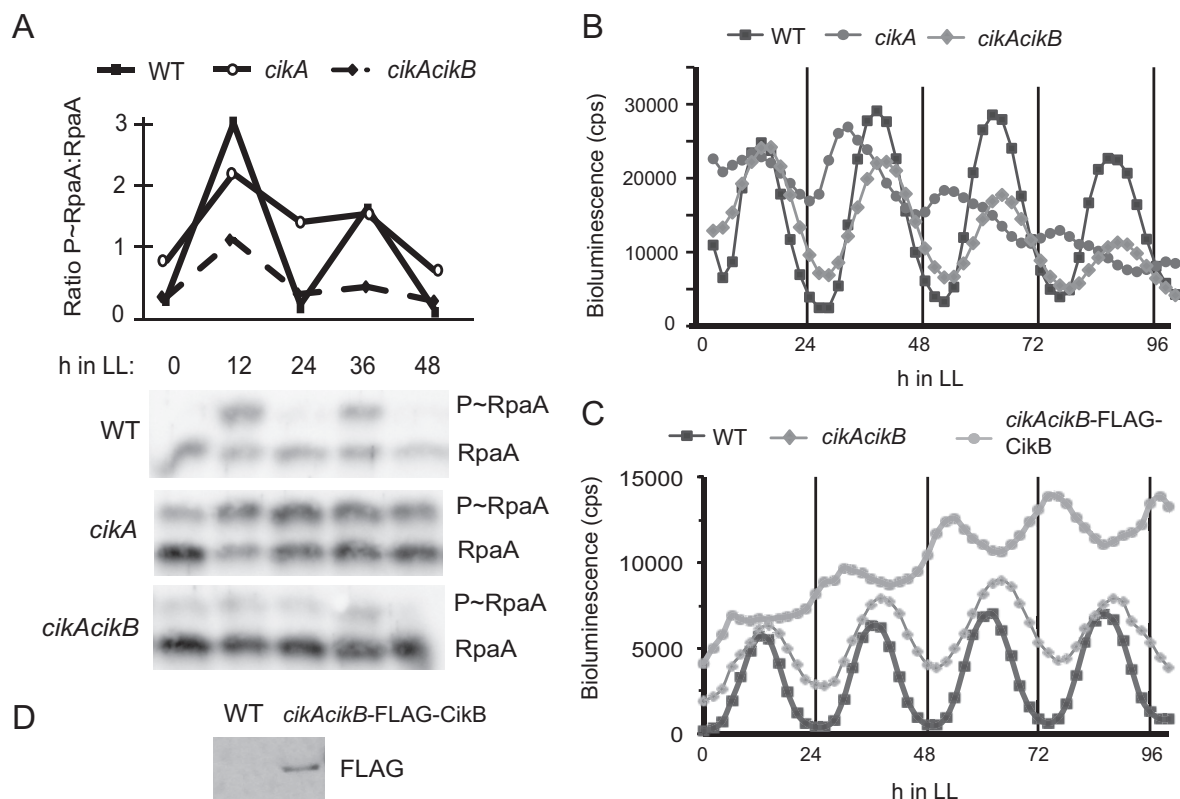 A
WT cikA cikAcikB
Ratio P~RpaA:RpaA
3
2
1
0
h in LL: 0 12 24 36 48
WT
P~RpaA
RpaA
cikA
P~RpaA
RpaA
cikAcikB
P~RpaA
RpaA
D
WT cikAcikB-FLAG-CikB
FLAG
B
WT cikA cikAcikB
Bioluminescence (cps)
30000
20000
10000
0
0 24 48 72 96
h in LL
C
WT cikAcikB cikAcikB-FLAG-
CikB
Bioluminescence (cps)
15000
10000
5000
0
0 24 48 72 96
h in LL